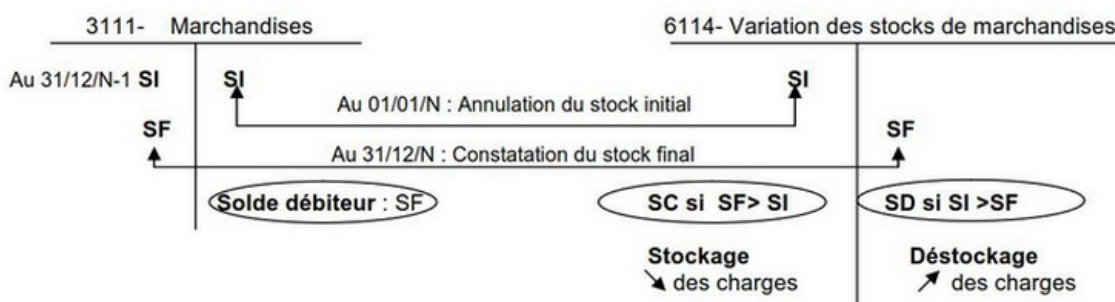 3111- Marchandises
6114- Variation des stocks de marchandises
Au 31/12/N-1 SI
SI
SI
Au 01/01/N : Annulation du stock initial
SF
SF
Au 31/12/N : Constatation du stock final
Solde débiteur : SF
SC si SF> SI
SD si SI >SF
Stockage
Déstockage
↘ des charges
↗ des charges